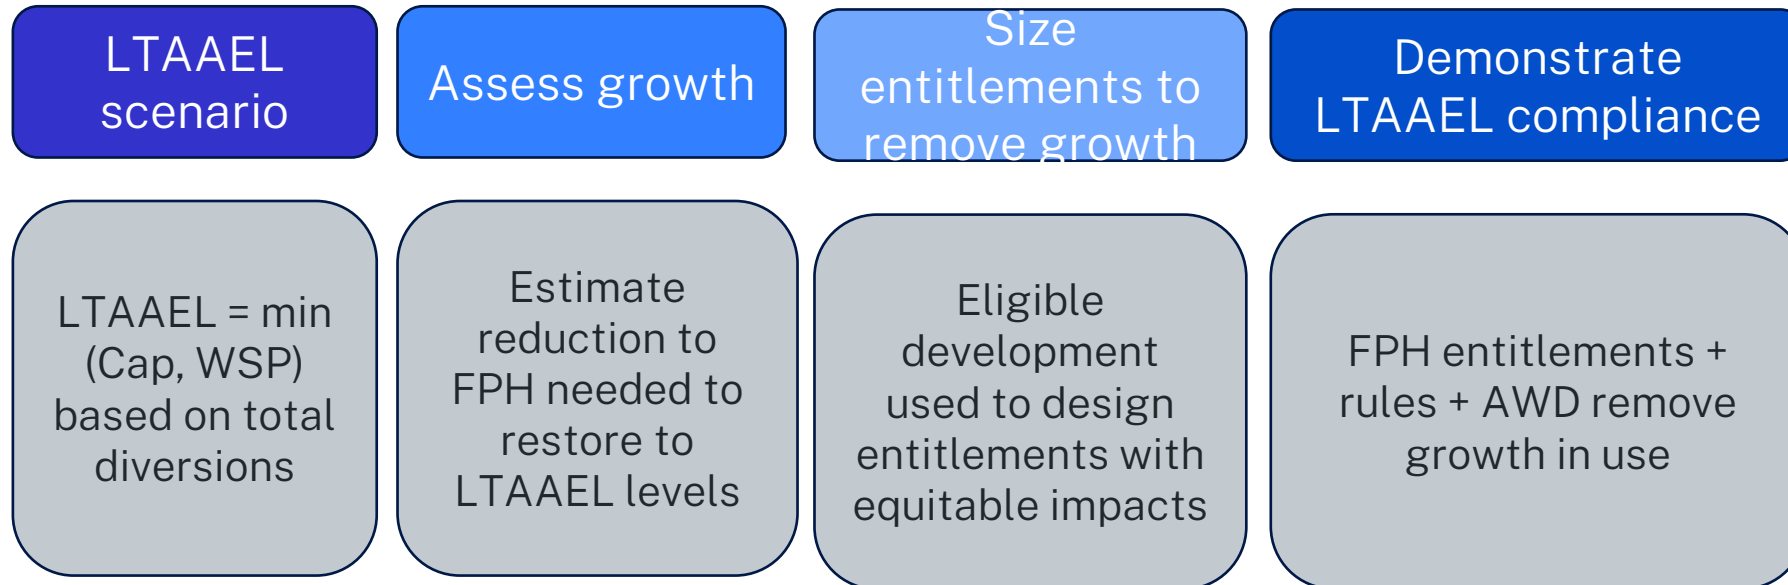 LTAAEL
scenario
Assess growth
Size
entitlements to
remove growth
Demonstrate
LTAAEL compliance
LTAAEL = min
(Cap, WSP)
based on total
diversions
Estimate
reduction to
FPH needed to
restore to
LTAAEL levels
Eligible
development
used to design
entitlements with
equitable impacts
FPH entitlements +
rules + AWD remove
growth in use